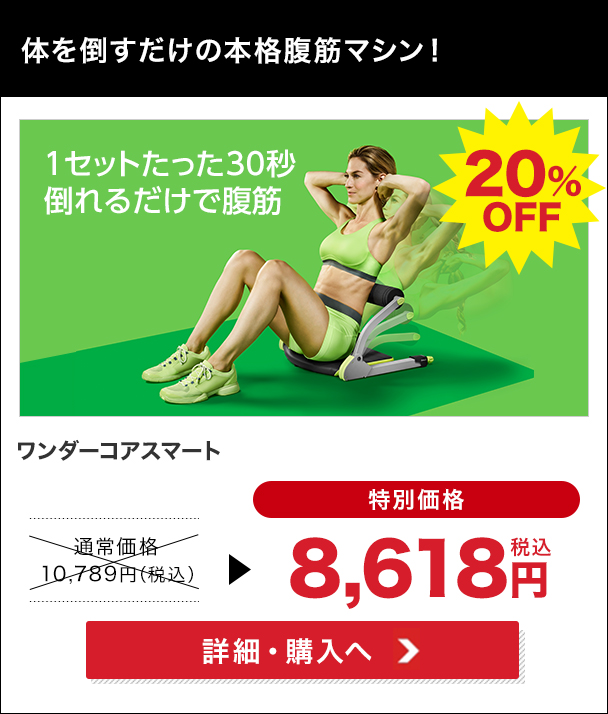 体を倒すだけの本格腹筋マシン！
1セットたった30秒
倒れるだけで腹筋
20%
OFF
ワンダーコアスマート
特別価格
通常価格
10,789円（税込）
8,618円
税込
詳細・購入へ